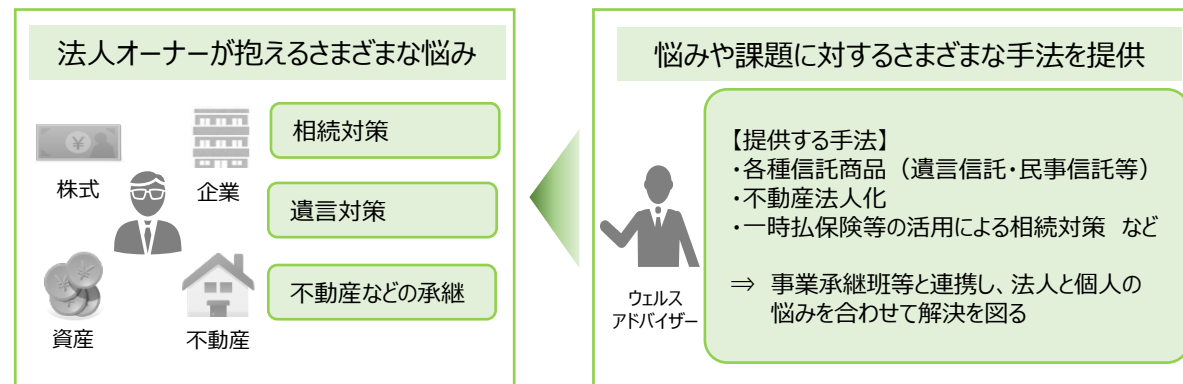 法人オーナーが抱えるさまざまな悩み
株式
企業
資産
不動産
相続対策
遺言対策
不動産などの承継
悩みや課題に対するさまざまな手法を提供
ウェルス
アドバイザー
【提供する手法】
・各種信託商品（遺言信託・民事信託等）
・不動産法人化
・一時払保険等の活用による相続対策　など
⇒　事業承継班等と連携し、法人と個人の
悩みを合わせて解決を図る